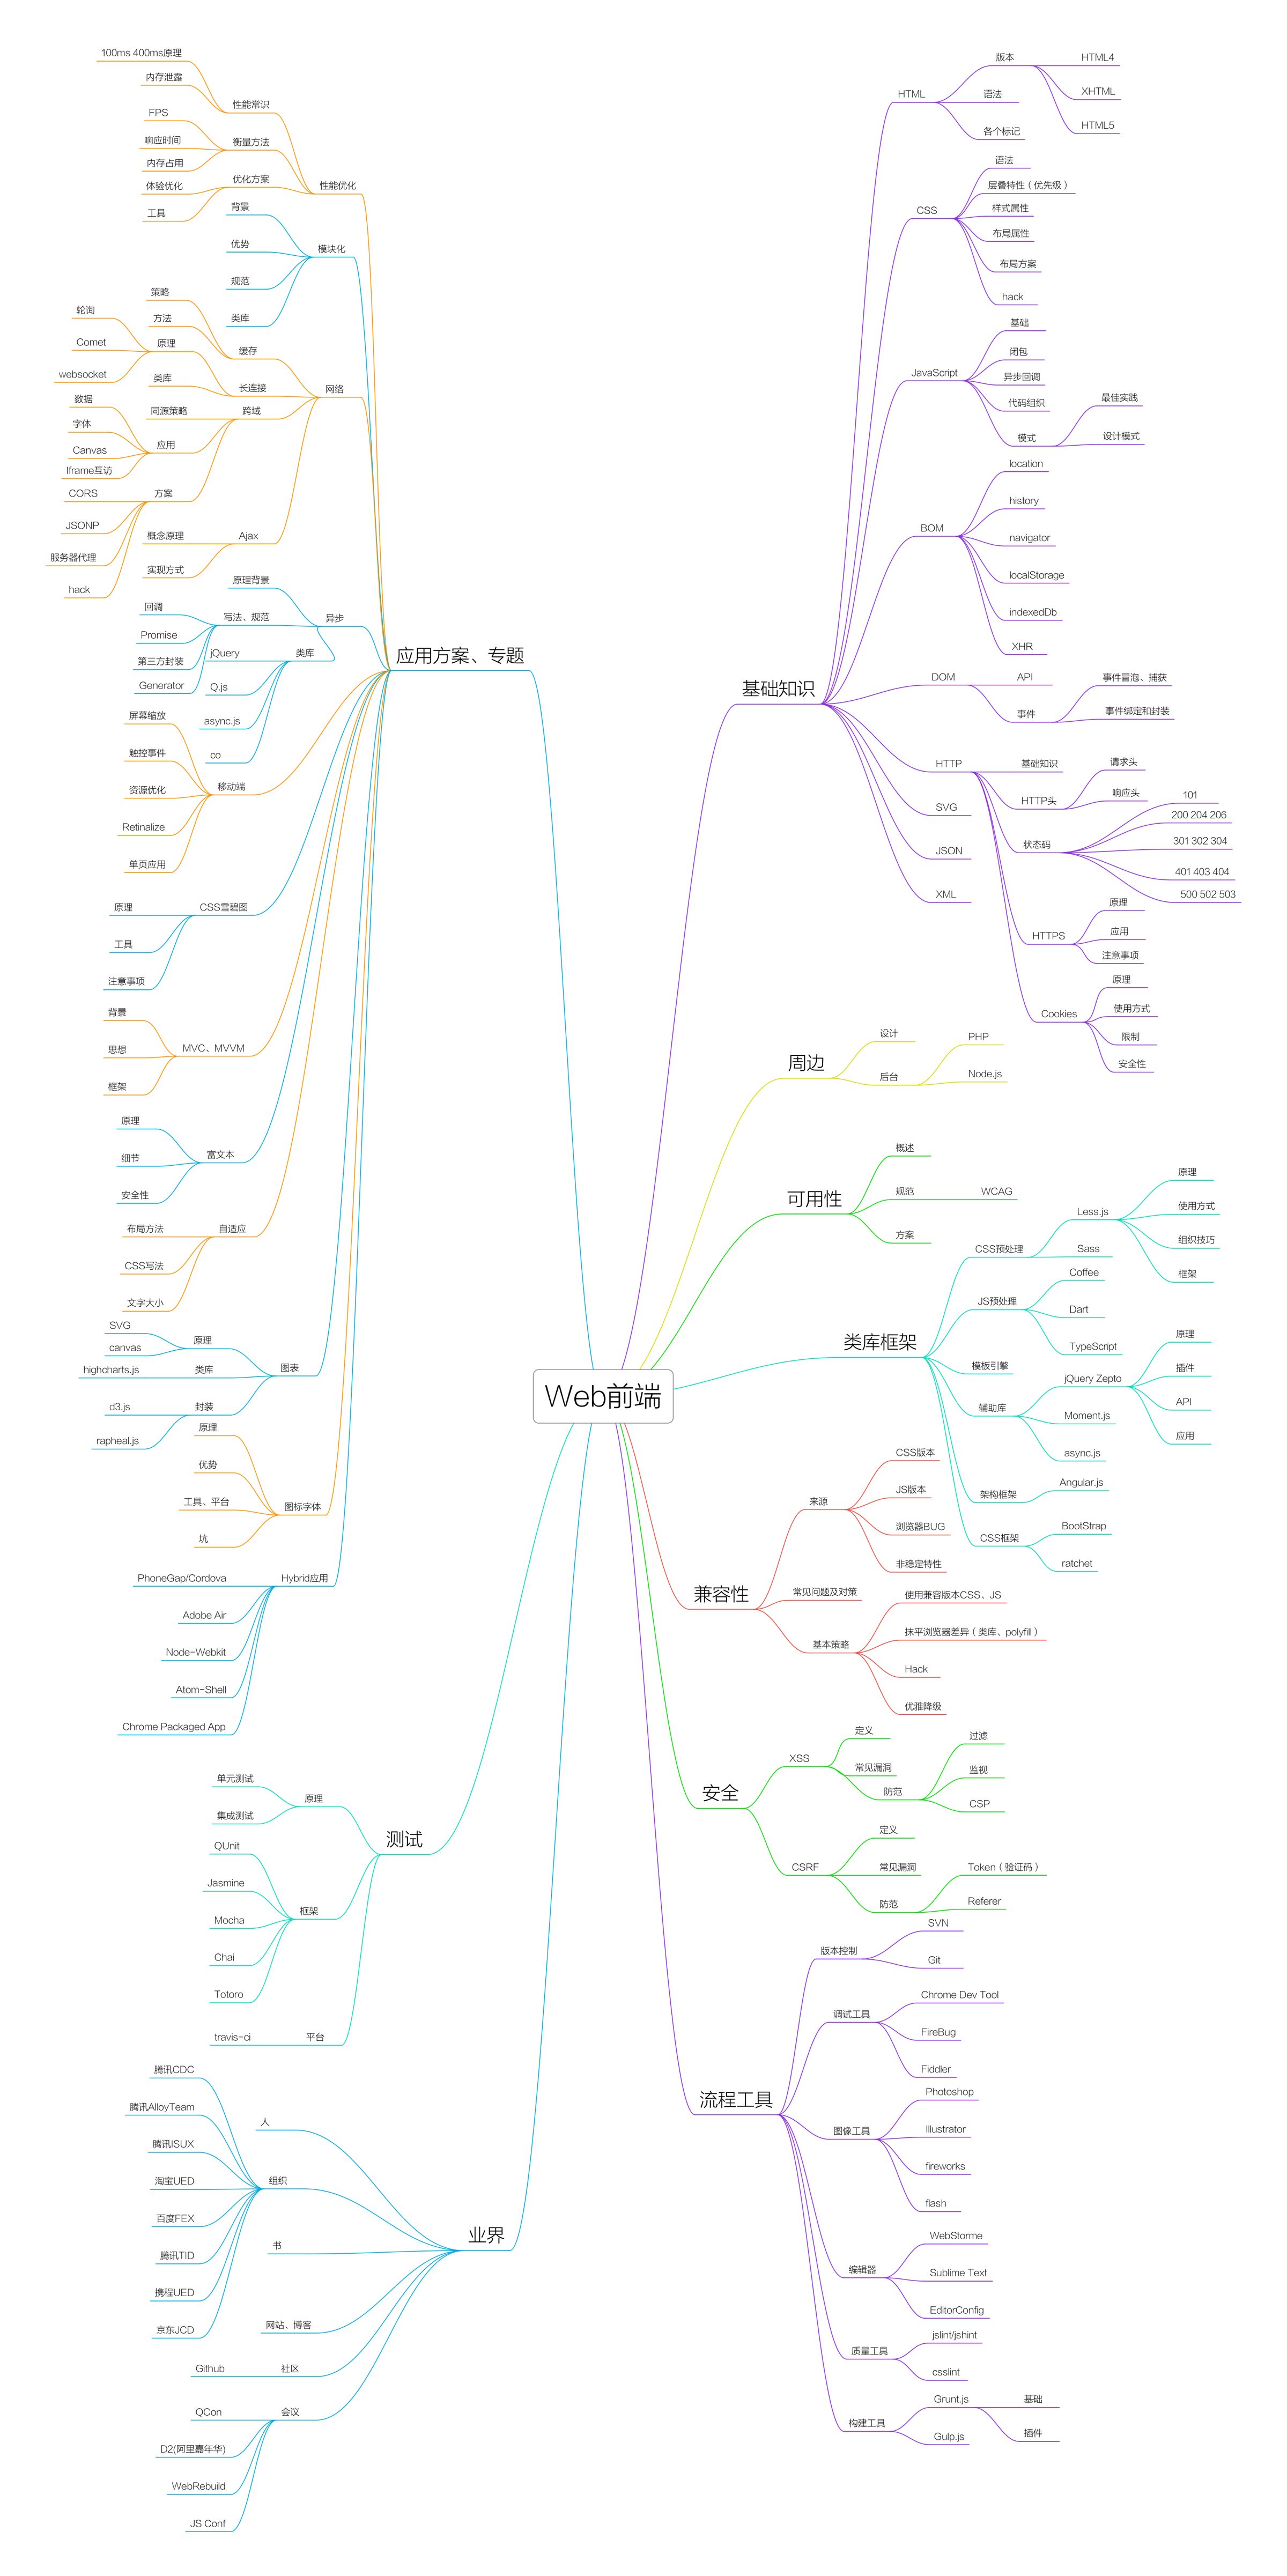 Web前端
基础知识
HTML
版本
HTML4
XHTML
HTML5
语法
各个标记
CSS
语法
层叠特性（优先级）
样式属性
布局属性
布局方案
hack
JavaScript
基础
闭包
异步回调
代码组织
模式
最佳实践
设计模式
BOM
location
history
navigator
localStorage
indexedDb
XHR
DOM
API
事件
事件冒泡、捕获
事件绑定和封装
HTTP
基础知识
HTTP头
请求头
响应头
状态码
101
200 204 206
301 302 304
401 403 404
500 502 503
HTTPS
原理
应用
注意事项
Cookies
原理
使用方式
限制
安全性
SVG
JSON
XML
周边
设计
后台
PHP
Node.js
可用性
概述
规范
WCAG
方案
类库框架
CSS预处理
Less.js
原理
使用方式
组织技巧
框架
Sass
JS预处理
Coffee
Dart
TypeScript
模板引擎
辅助库
jQuery Zepto
原理
插件
API
应用
Moment.js
async.js
架构框架
Angular.js
CSS框架
BootStrap
ratchet
兼容性
来源
CSS版本
JS版本
浏览器BUG
非稳定特性
常见问题及对策
基本策略
使用兼容版本CSS、JS
抹平浏览器差异（类库、polyfill）
Hack
优雅降级
安全
XSS
定义
常见漏洞
防范
过滤
监视
CSP
CSRF
定义
常见漏洞
防范
Token（验证码）
Referer
流程工具
版本控制
SVN
Git
调试工具
Chrome Dev Tool
FireBug
Fiddler
图像工具
Photoshop
Illustrator
fireworks
flash
编辑器
WebStorme
Sublime Text
EditorConfig
质量工具
jslint/jshint
csslint
构建工具
Grunt.js
基础
插件
Gulp.js
应用方案、专题
性能优化
性能常识
100ms 400ms原理
内存泄露
衡量方法
FPS
响应时间
内存占用
优化方案
体验优化
工具
模块化
背景
优势
规范
类库
网络
缓存
策略
方法
长连接
原理
轮询
Comet
websocket
类库
跨域
同源策略
应用
数据
字体
Canvas
Iframe互访
方案
CORS
JSONP
服务器代理
hack
Ajax
概念原理
实现方式
异步
原理背景
写法、规范
回调
Promise
第三方封装
Generator
类库
jQuery
Q.js
async.js
co
移动端
屏幕缩放
触控事件
资源优化
Retinalize
单页应用
CSS雪碧图
原理
工具
注意事项
MVC、MVVM
背景
思想
框架
富文本
原理
细节
安全性
自适应
布局方法
CSS写法
文字大小
图表
原理
SVG
canvas
类库
highcharts.js
封装
d3.js
rapheal.js
图标字体
原理
优势
工具、平台
坑
Hybrid应用
PhoneGap/Cordova
Adobe Air
Node-Webkit
Atom-Shell
Chrome Packaged App
测试
原理
单元测试
集成测试
框架
QUnit
Jasmine
Mocha
Chai
Totoro
平台
travis-ci
业界
人
组织
腾讯CDC
腾讯AlloyTeam
腾讯ISUX
淘宝UED
百度FEX
腾讯TID
携程UED
京东JCD
书
网站、博客
社区
Github
会议
QCon
D2(阿里嘉年华)
WebRebuild
JS Conf